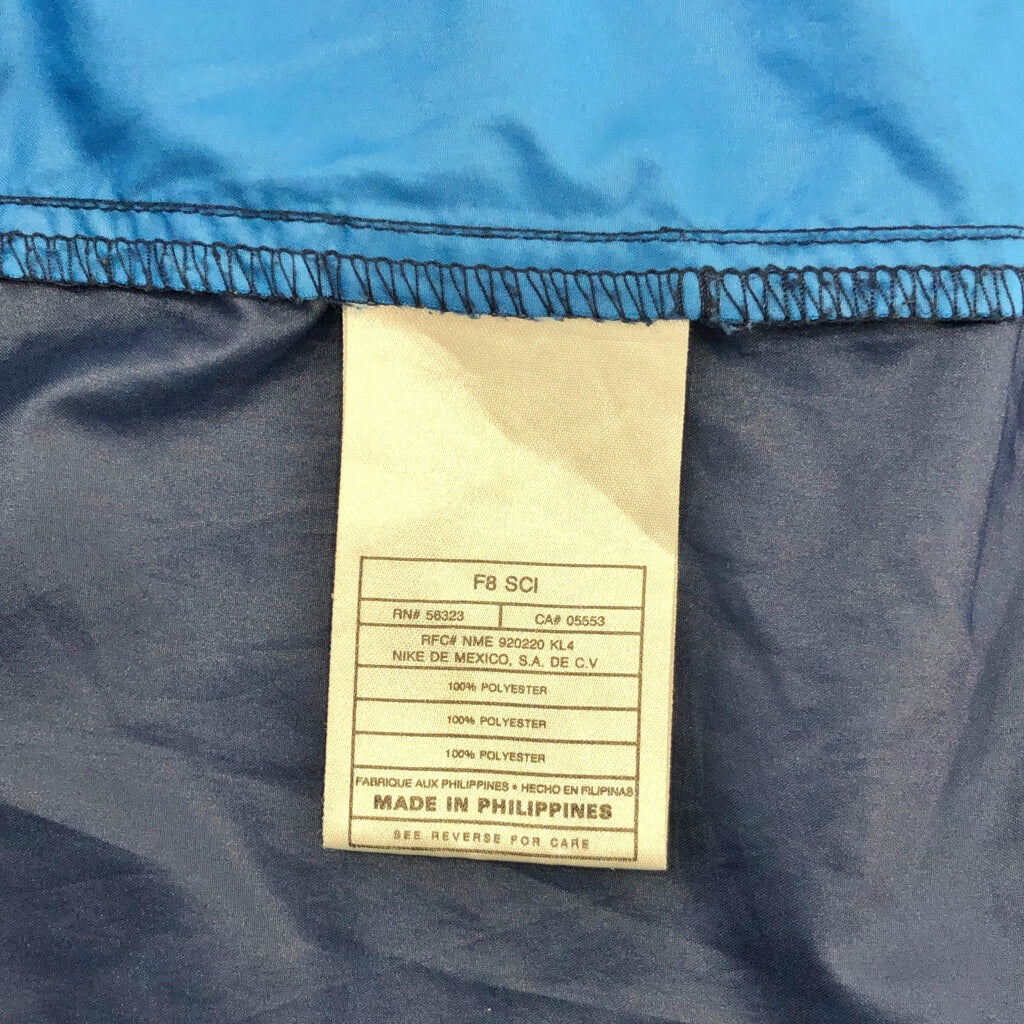 F8 SCI
RN# 56323 CA# 05553
RFC# NME 920220 KL4
NIKE DE MEXICO, S.A. DE C.V
100% POLYESTER
100% POLYESTER
100% POLYESTER
FABRIQUE AUX PHILIPPINES • HECHO EN FILIPINAS
MADE IN PHILIPPINES
SEE REVERSE FOR CARE